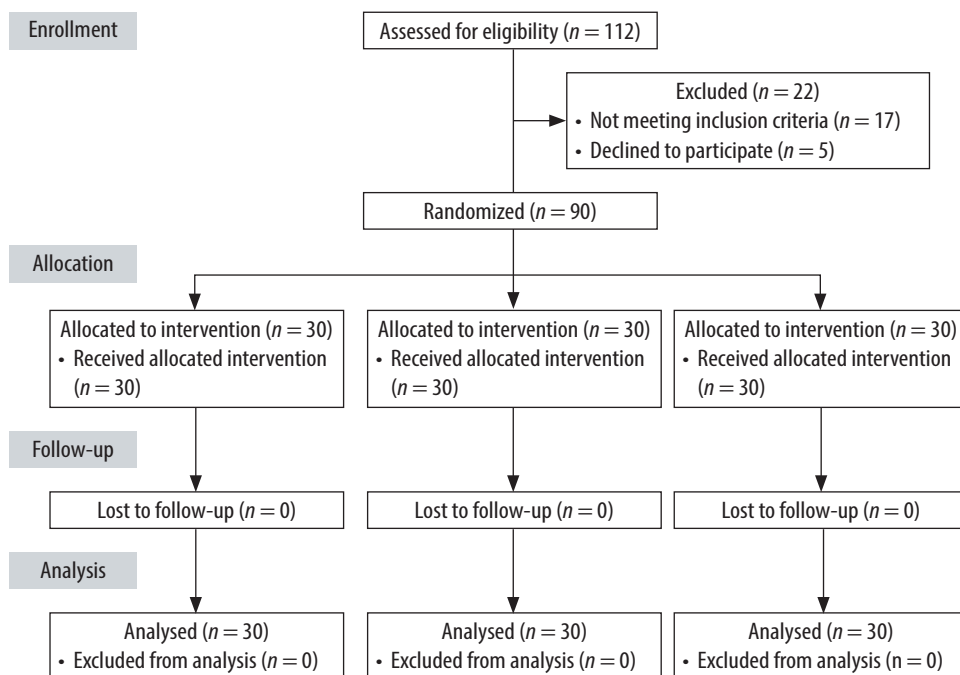 Enrollment
Assessed for eligibility (n = 112)
Excluded (n = 22)
• Not meeting inclusion criteria (n = 17)
• Declined to participate (n = 5)
Randomized (n = 90)
Allocation
Allocated to intervention (n = 30)
• Received allocated intervention
(n = 30)
Allocated to intervention (n = 30)
• Received allocated intervention
(n = 30)
Allocated to intervention (n = 30)
• Received allocated intervention
(n = 30)
Follow-up
Lost to follow-up (n = 0)
Lost to follow-up (n = 0)
Lost to follow-up (n = 0)
Analysis
Analysed (n = 30)
• Excluded from analysis (n = 0)
Analysed (n = 30)
• Excluded from analysis (n = 0)
Analysed (n = 30)
• Excluded from analysis (n = 0)